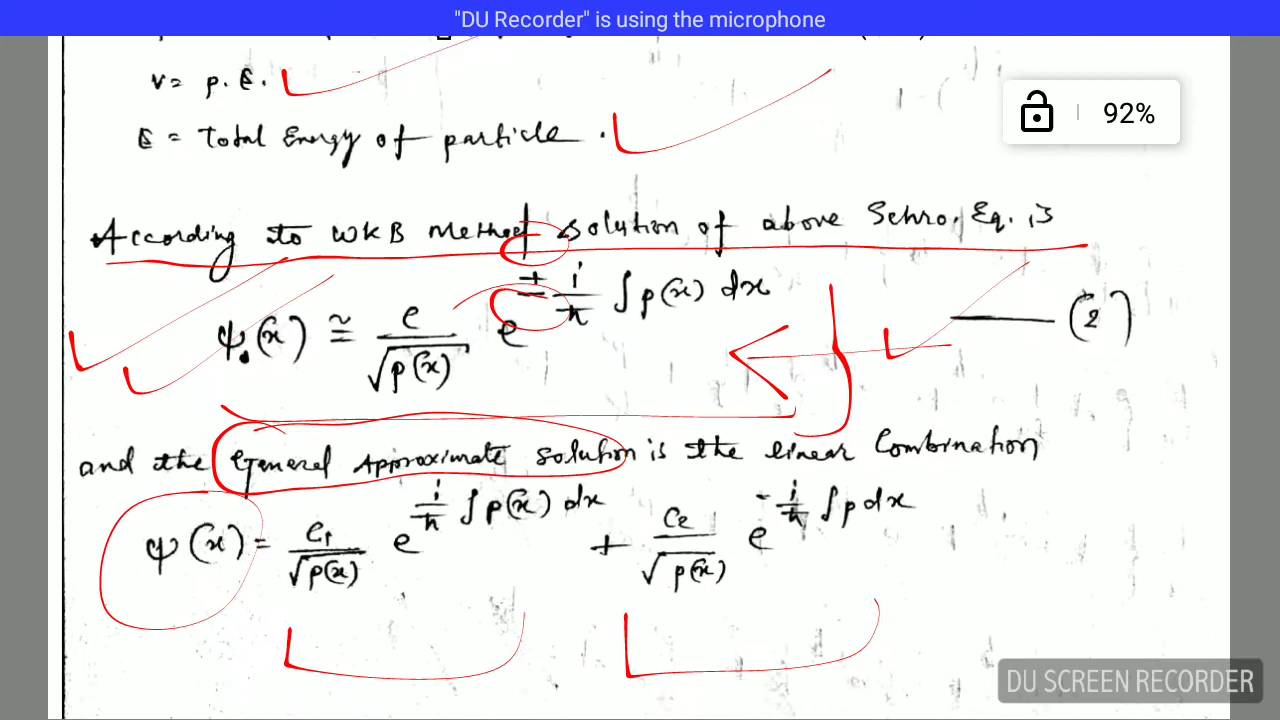 "DU Recorder" is using the microphone
92%
V = P.E.
E = Total Energy of particle.
According to WKB Method solution of above Schro. Eq. is
ψ(x) ≅ c/√p(x) e^(± i/ħ ∫p(x) dx) —— (2)
and the General Approximate solution is the linear Combination
ψ(x) = c₁/√p(x) e^(i/ħ ∫p(x) dx) + c₂/√p(x) e^(-i/ħ ∫p dx)
DU SCREEN RECORDER